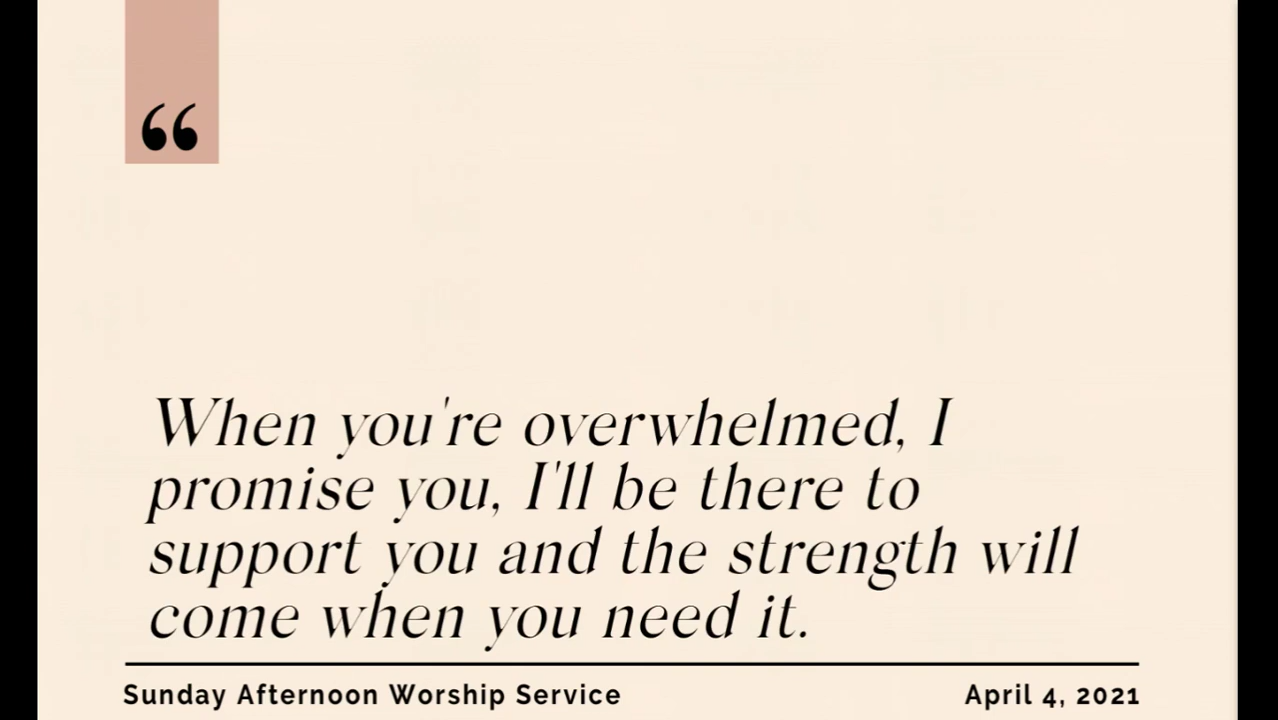 “
When you're overwhelmed, I
promise you, I'll be there to
support you and the strength will
come when you need it.
Sunday Afternoon Worship Service
April 4, 2021